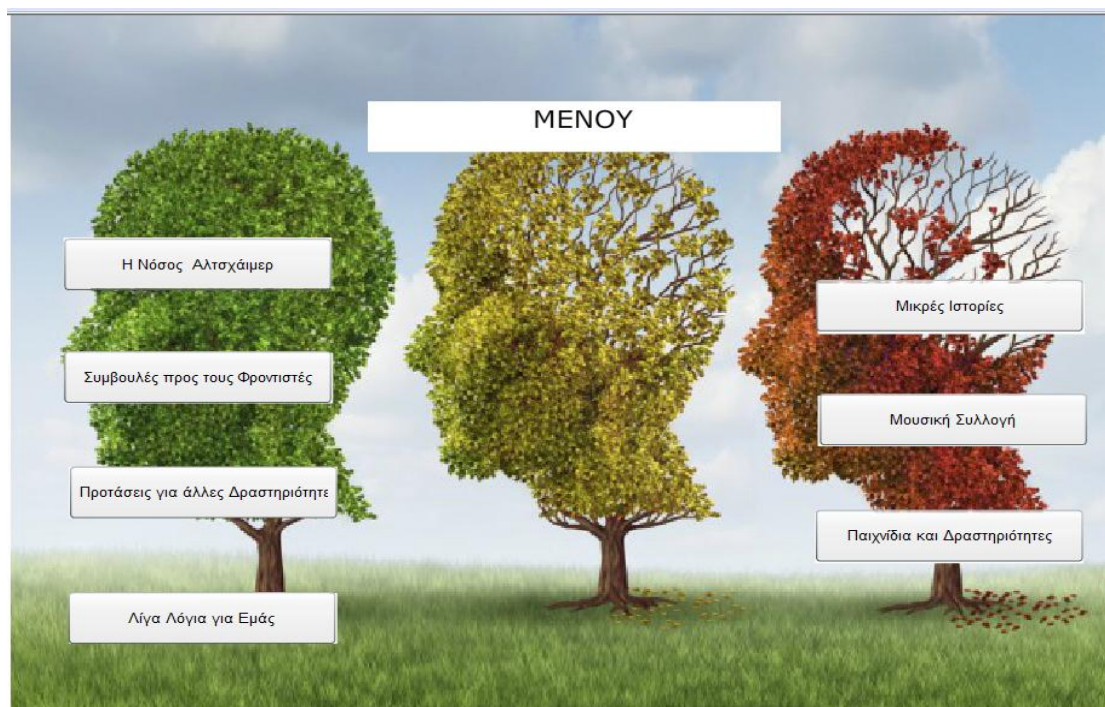 ΜΕΝΟΥ
Η Νόσος Αλτσχάιμερ
Συμβουλές προς τους Φροντιστές
Προτάσεις για άλλες Δραστηριότητε
Λίγα Λόγια για Εμάς
Μικρές Ιστορίες
Μουσική Συλλογή
Παιχνίδια και Δραστηριότητες